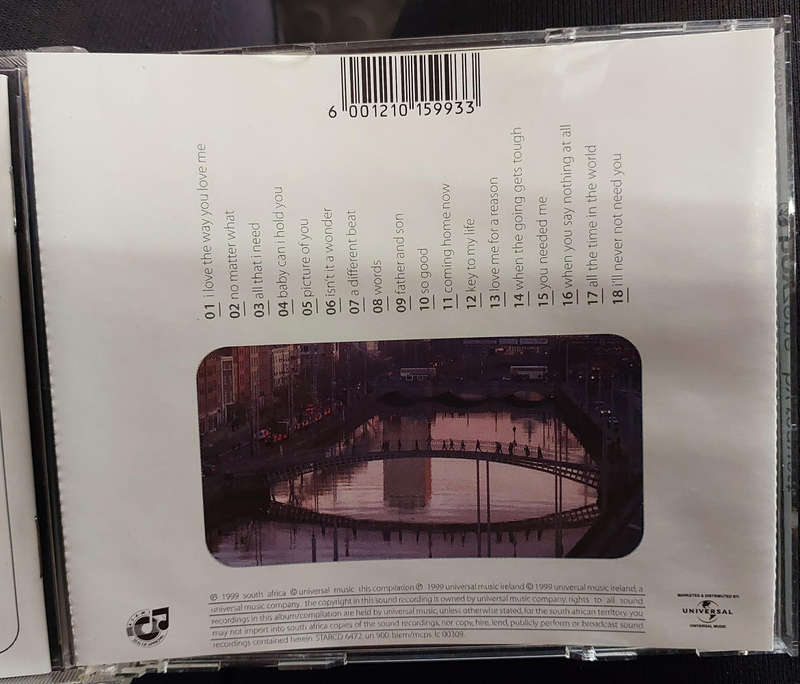 6 001210 159933
01 i love the way you love me
02 no matter what
03 all that i need
04 baby can i hold you
05 picture of you
06 isn't it a wonder
07 a different beat
08 words
09 father and son
10 so good
11 coming home now
12 key to my life
13 love me for a reason
14 when the going gets tough
15 you needed me
16 when you say nothing at all
17 all the time in the world
18 i'll never not need you
℗ 1999 south africa © universal music this compilation ℗ 1999 universal music ireland © 1999 universal music ireland, a
universal music company. the copyright in this sound recording is owned by universal music company rights to all sound
recordings in this album/compilation are held by universal music, unless otherwise stated, for the south african territory. you
may not import into south africa copies of the sound recordings, nor copy, hire, lend, publicly perform or broadcast sound
recordings contained herein. STARCD 6472. un 900. biem/mcps. lc 00309.
MARKETED & DISTRIBUTED BY:
UNIVERSAL
UNIVERSAL MUSIC